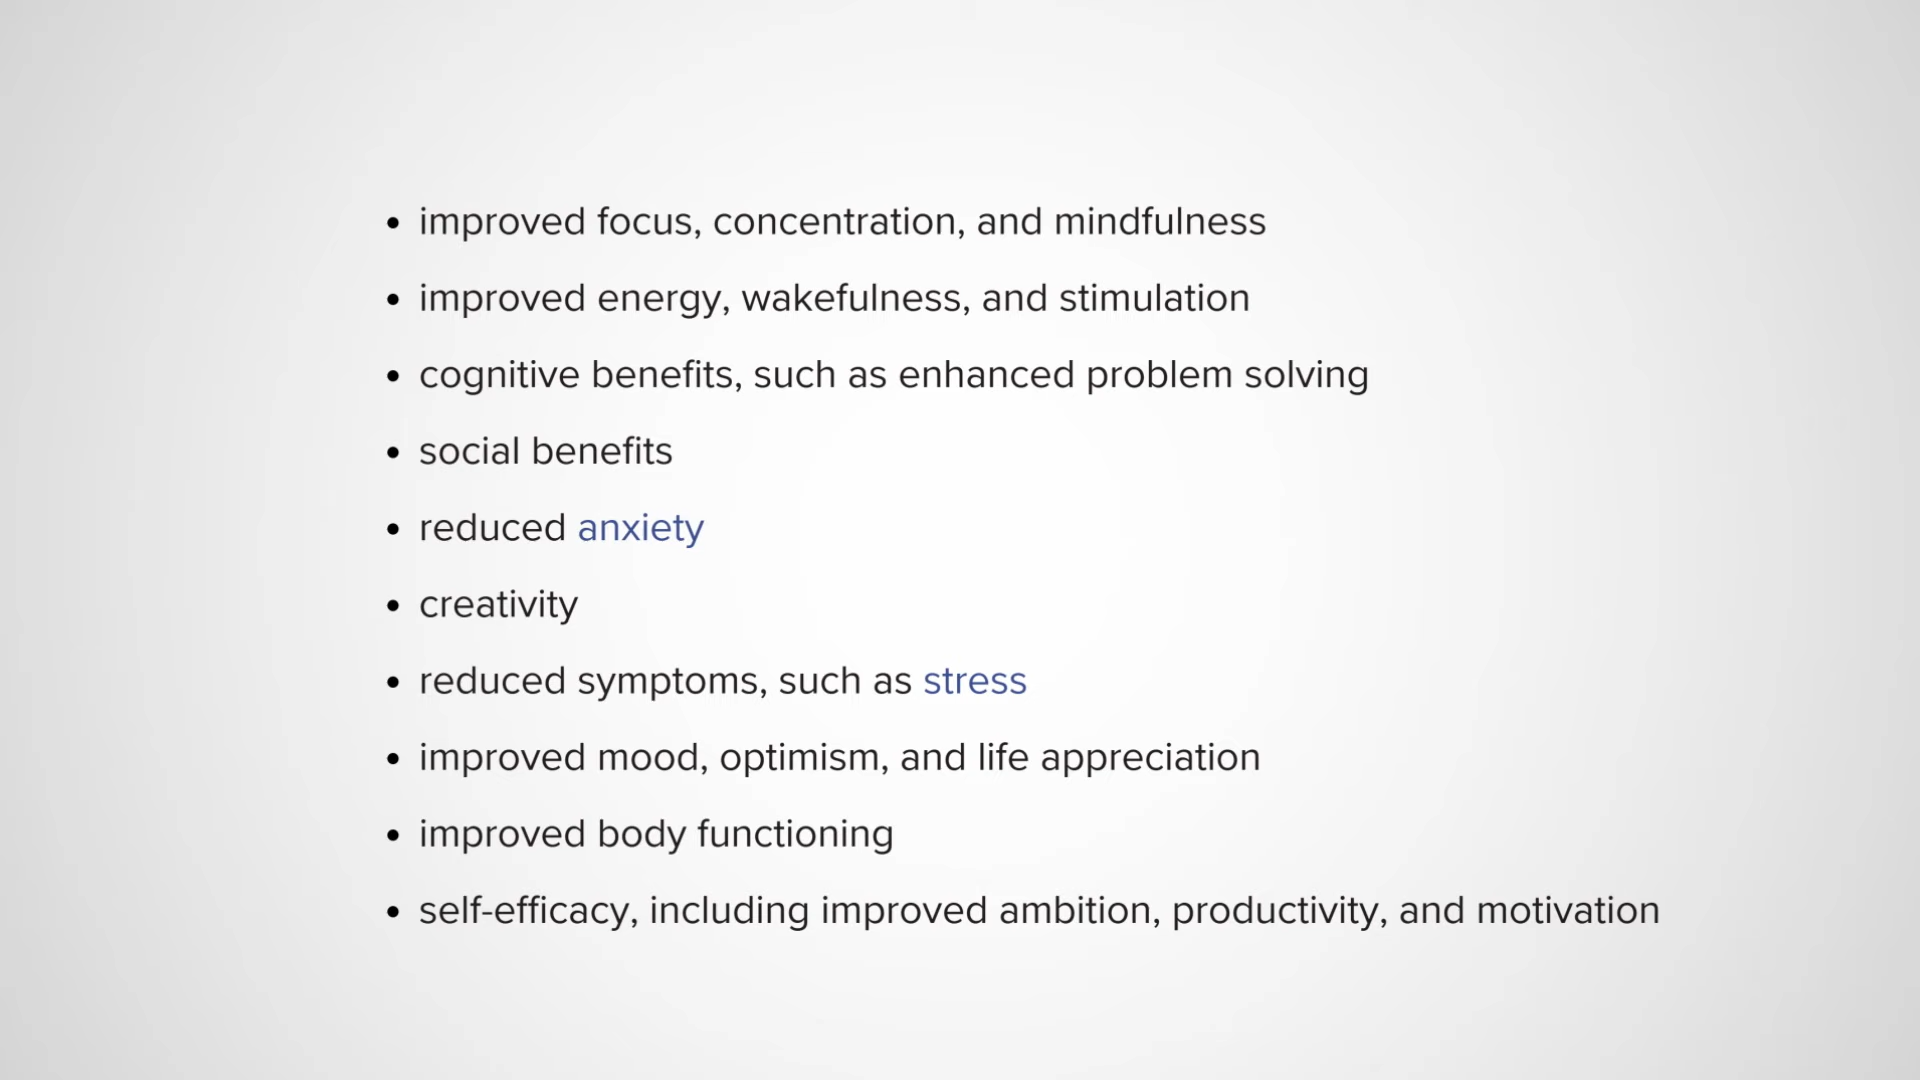 • improved focus, concentration, and mindfulness
• improved energy, wakefulness, and stimulation
• cognitive benefits, such as enhanced problem solving
• social benefits
• reduced anxiety
• creativity
• reduced symptoms, such as stress
• improved mood, optimism, and life appreciation
• improved body functioning
• self-efficacy, including improved ambition, productivity, and motivation